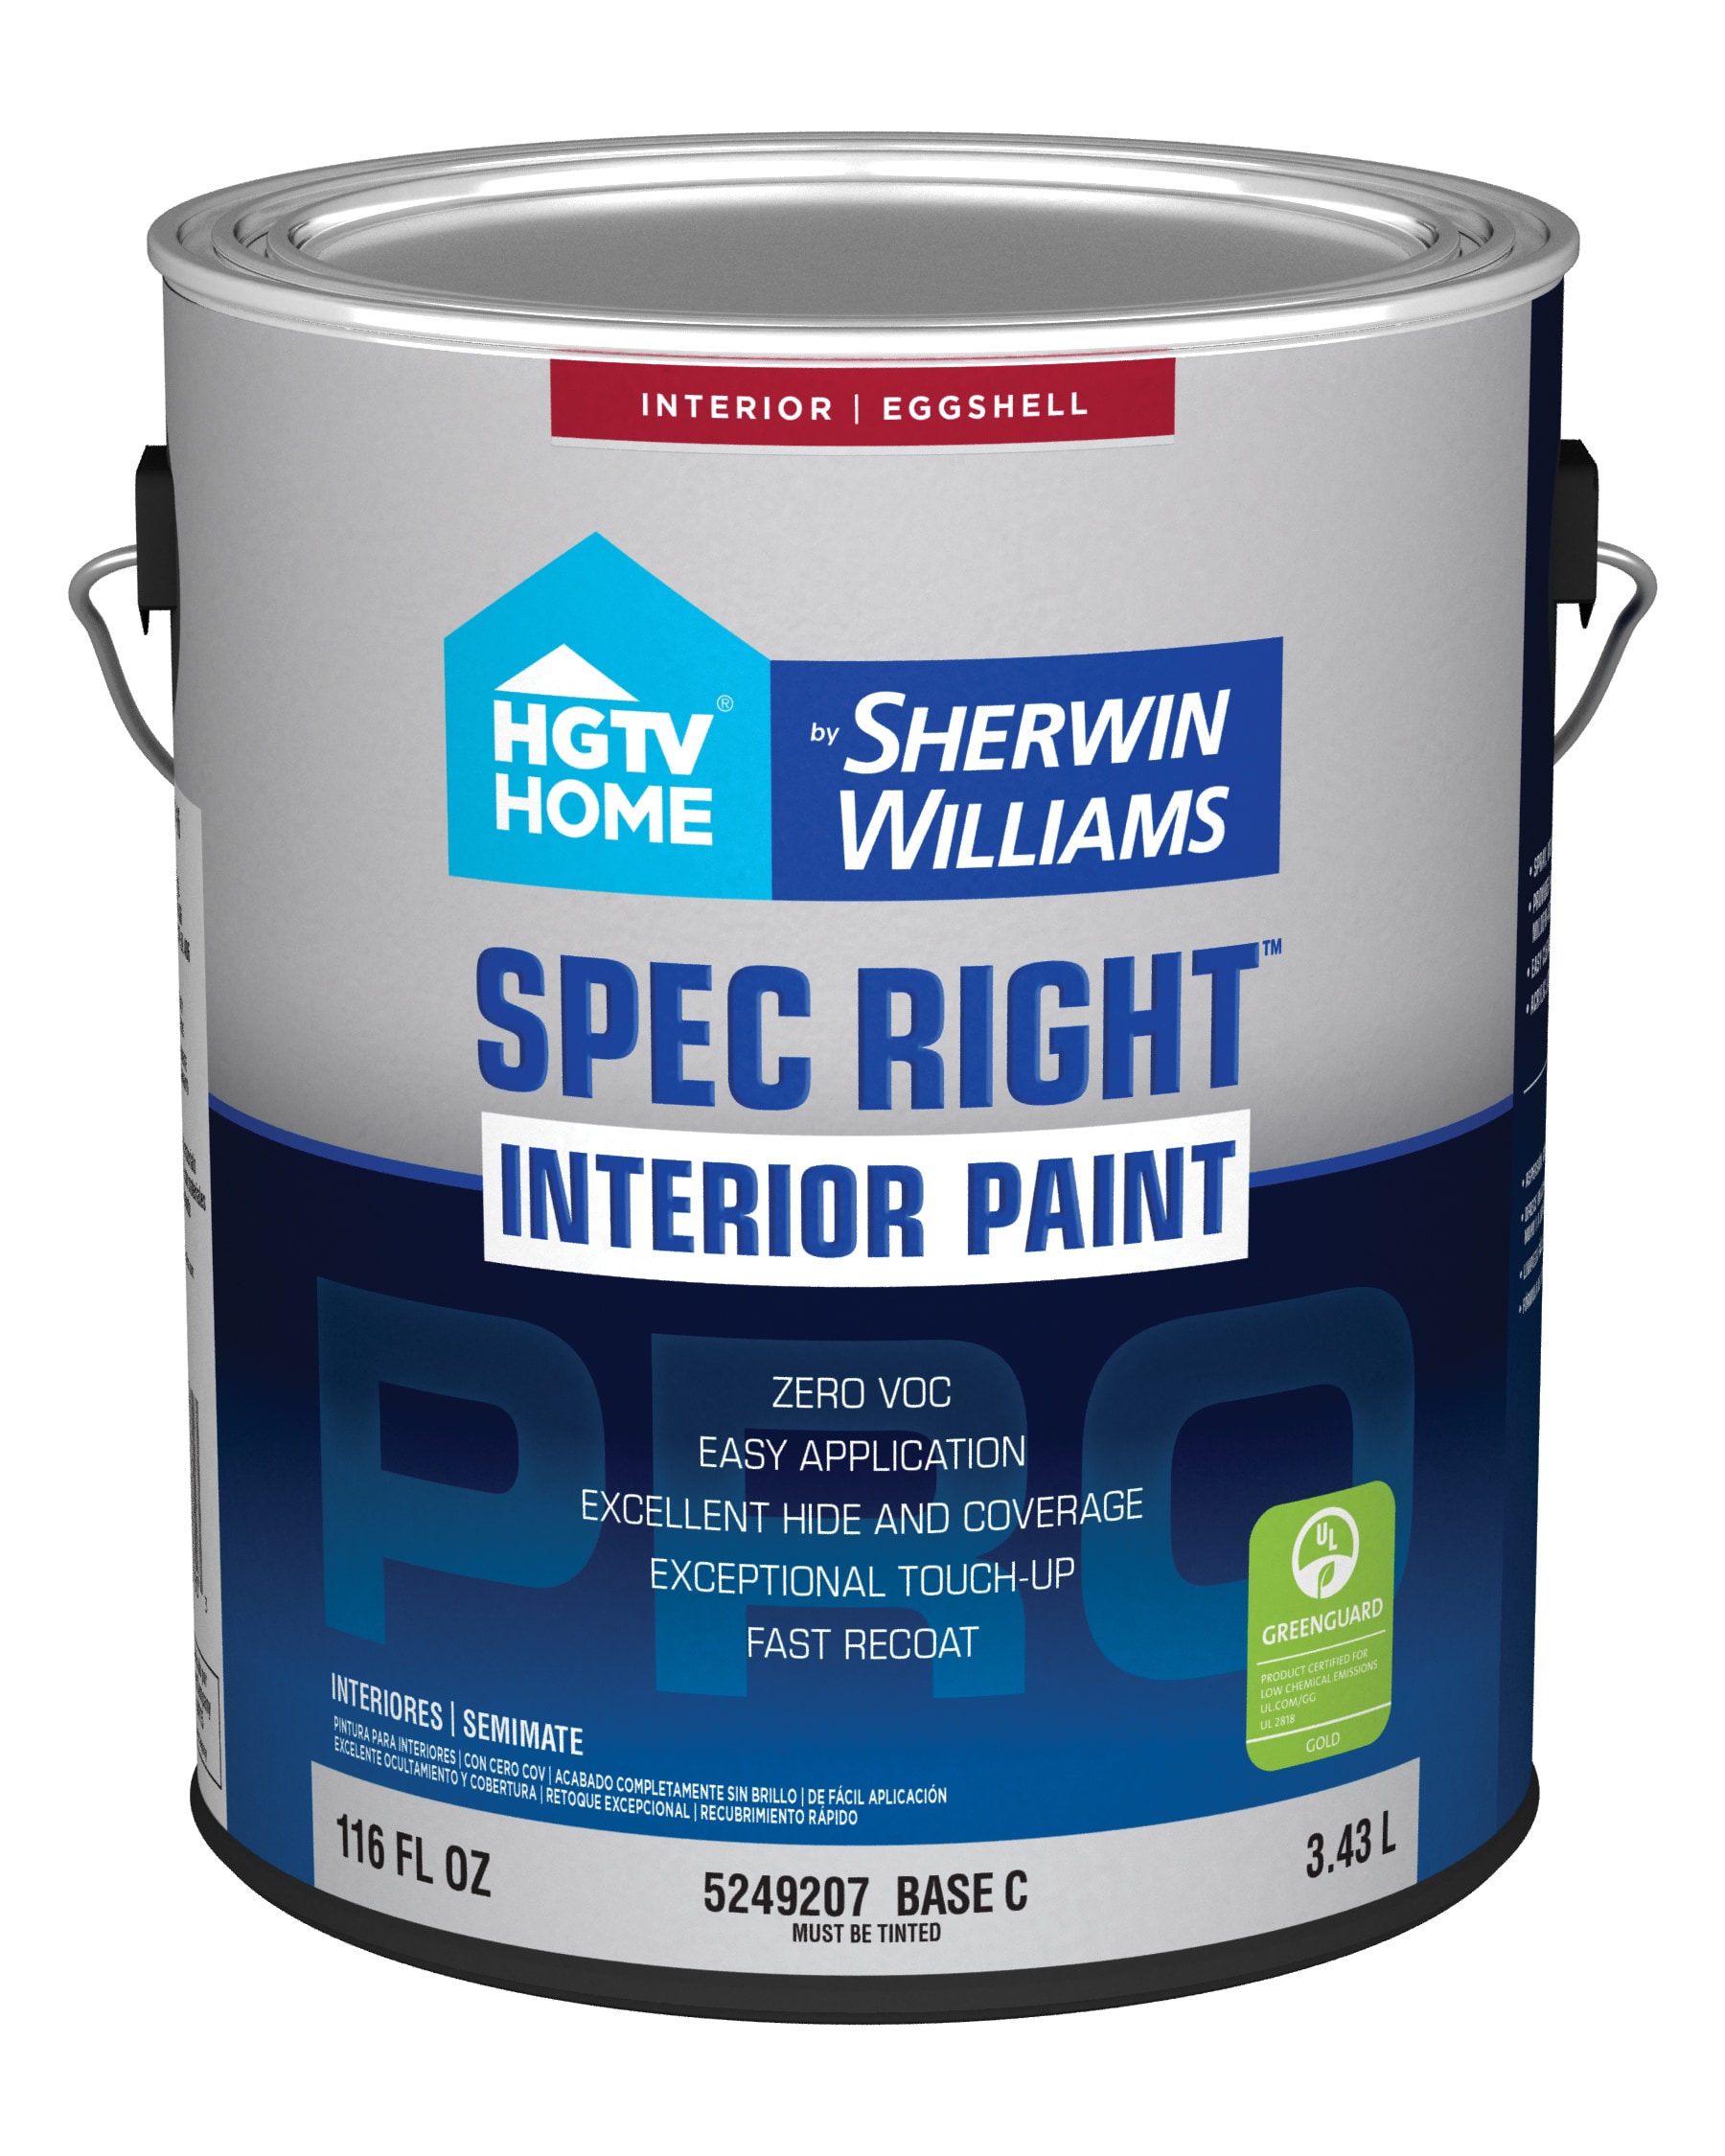 INTERIOR | EGGSHELL
HGTV®
HOME
by SHERWIN
WILLIAMS
SPEC RIGHT™
INTERIOR PAINT
PRO
ZERO VOC
EASY APPLICATION
EXCELLENT HIDE AND COVERAGE
EXCEPTIONAL TOUCH-UP
FAST RECOAT
UL
GREENGUARD
PRODUCT CERTIFIED FOR
LOW CHEMICAL EMISSIONS
UL.COM/GG
UL 2818
GOLD
INTERIORES | SEMIMATE
PINTURA PARA INTERIORES | CON CERO COV | ACABADO COMPLETAMENTE SIN BRILLO | DE FÁCIL APLICACIÓN
EXCELENTE OCULTAMIENTO Y COBERTURA | RETOQUE EXCEPCIONAL | RECUBRIMIENTO RÁPIDO
116 FL OZ
5249207 BASE C
MUST BE TINTED
3.43 L